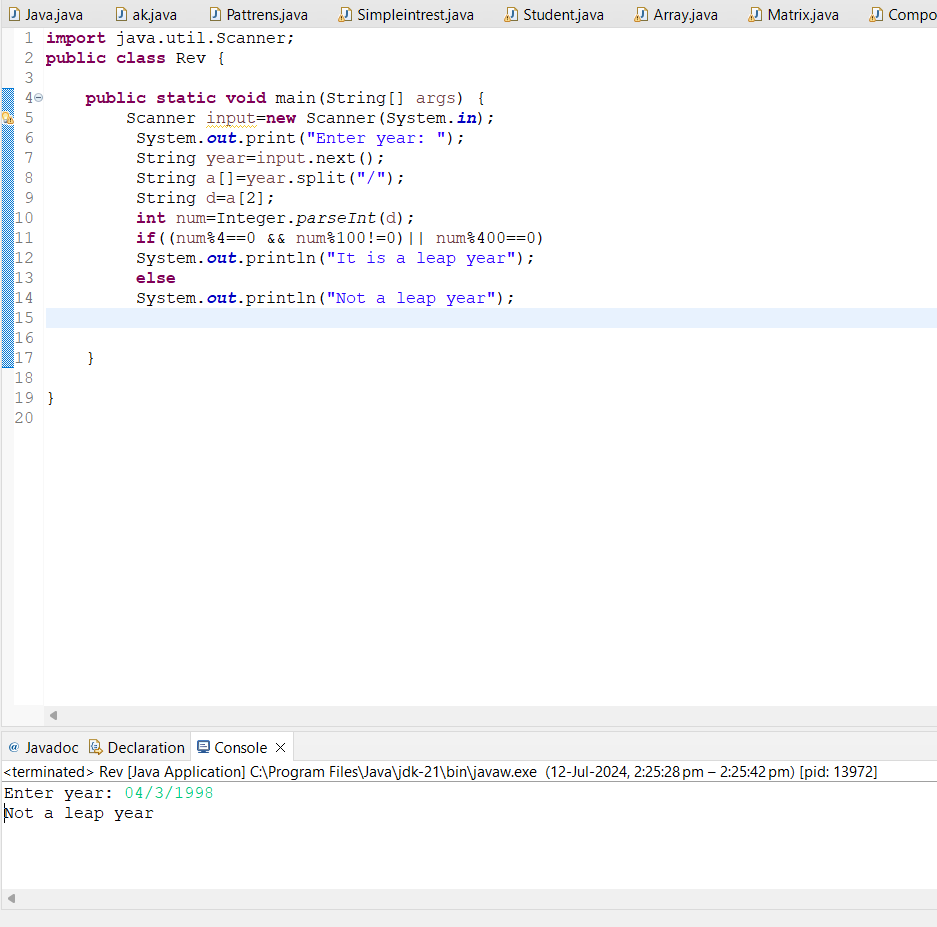 Java.java ak.java Pattrens.java Simpleintrest.java Student.java Array.java Matrix.java Compo
1 import java.util.Scanner;
2 public class Rev {
3
4 public static void main(String[] args) {
5 Scanner input=new Scanner(System.in);
6 System.out.print("Enter year: ");
7 String year=input.next();
8 String a[]=year.split("/");
9 String d=a[2];
10 int num=Integer.parseInt(d);
11 if((num%4==0 && num%100!=0)|| num%400==0)
12 System.out.println("It is a leap year");
13 else
14 System.out.println("Not a leap year");
15
16
17 }
18
19 }
20
@ Javadoc Declaration Console
<terminated> Rev [Java Application] C:\Program Files\Java\jdk-21\bin\javaw.exe (12-Jul-2024, 2:25:28 pm – 2:25:42 pm) [pid: 13972]
Enter year: 04/3/1998
Not a leap year